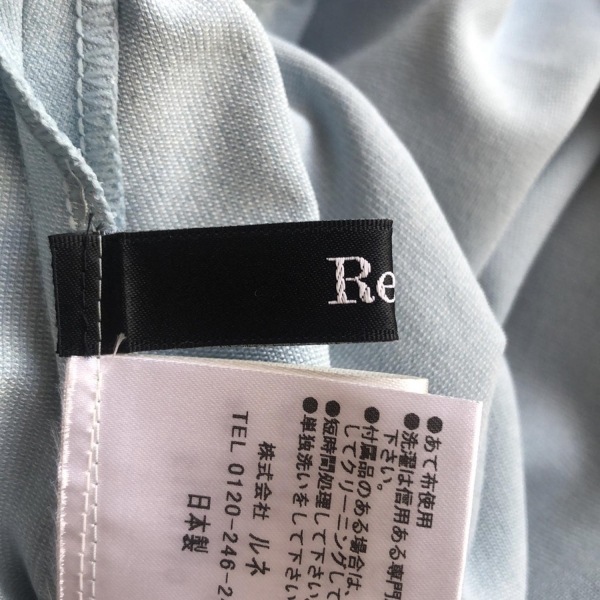 Re
●あて布使用
●洗濯は信用ある専門
下さい。
●付属品のある場合は、
してクリーニングして
●短時間処理して下さい
●単独洗いをして下さい
株式会社 ルネ
TEL 0120-246-2
日本製